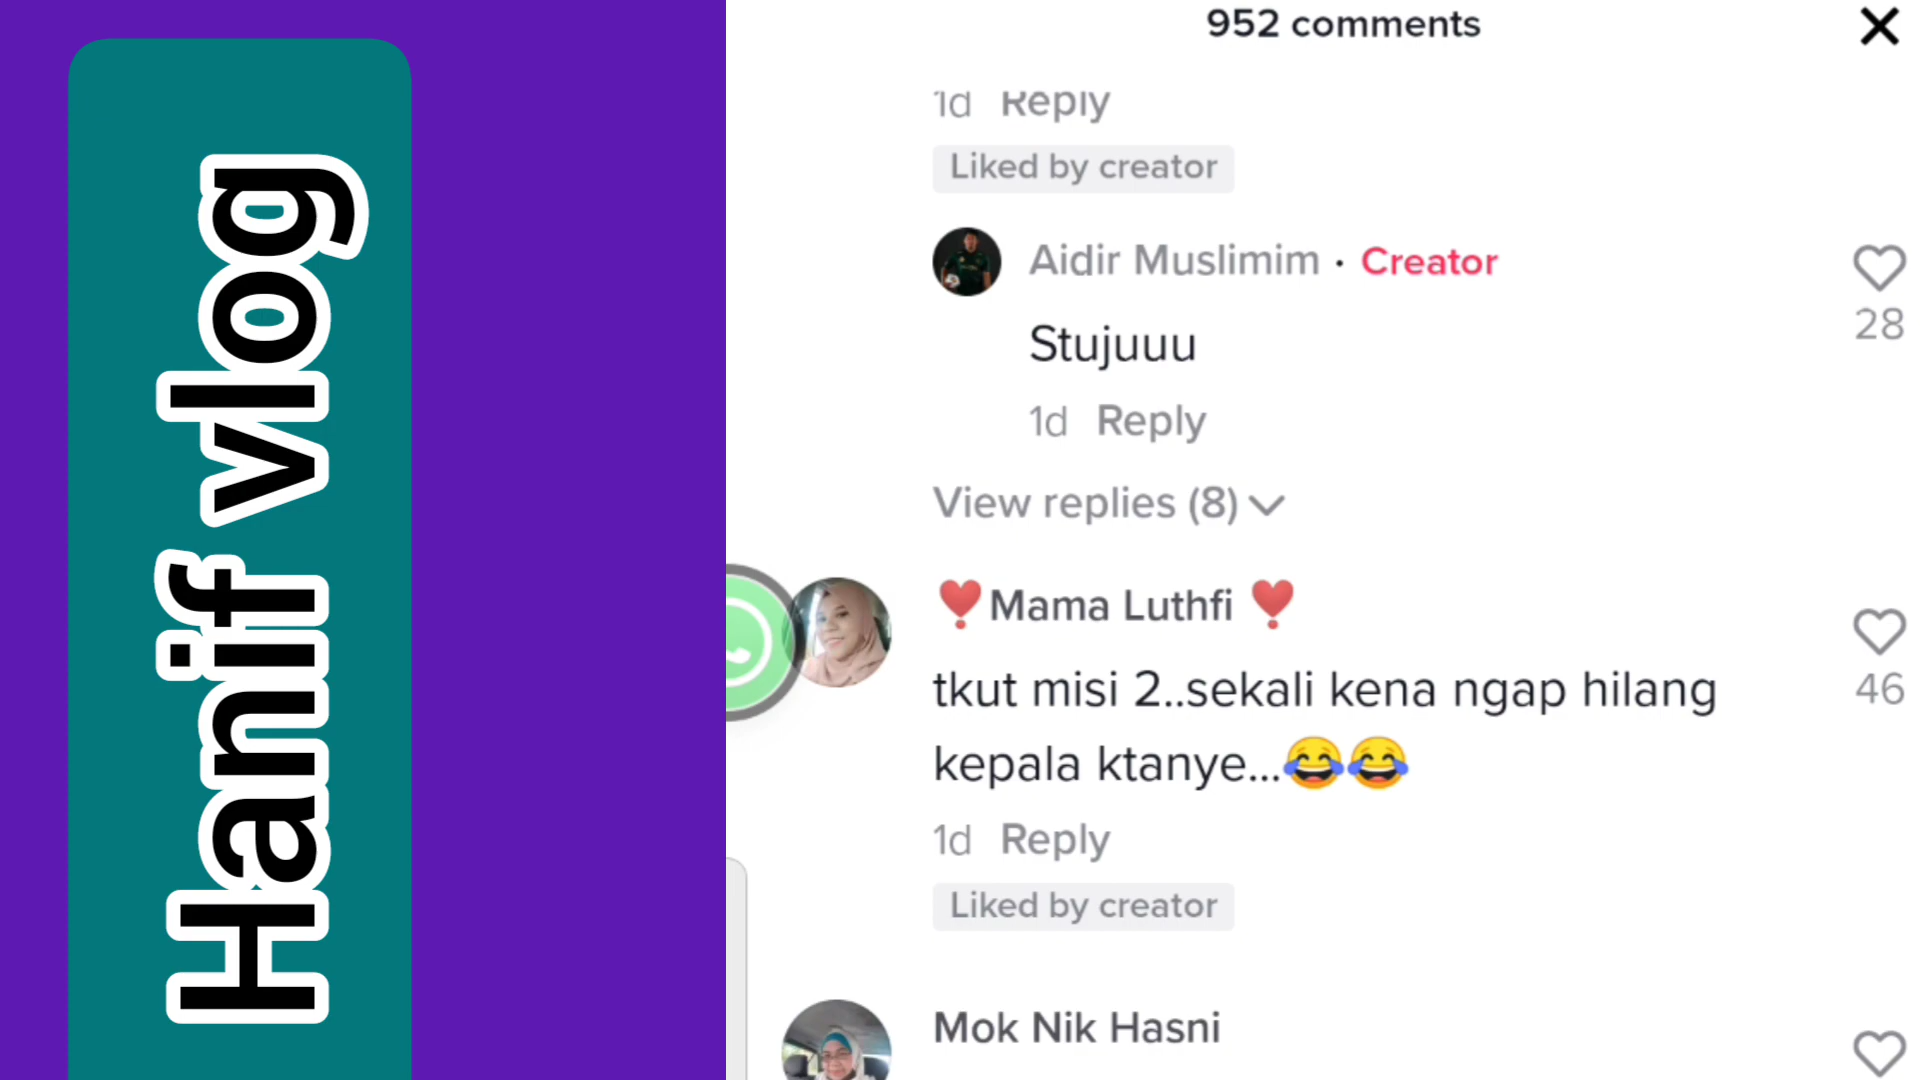 Hanif vlog
952 comments
1d Reply
Liked by creator
Aidir Muslimim · Creator
28
Stujuuu
1d Reply
View replies (8)
❣️Mama Luthfi ❣️
tkut misi 2..sekali kena ngap hilang
46
kepala ktanye...😂😂
1d Reply
Liked by creator
Mok Nik Hasni